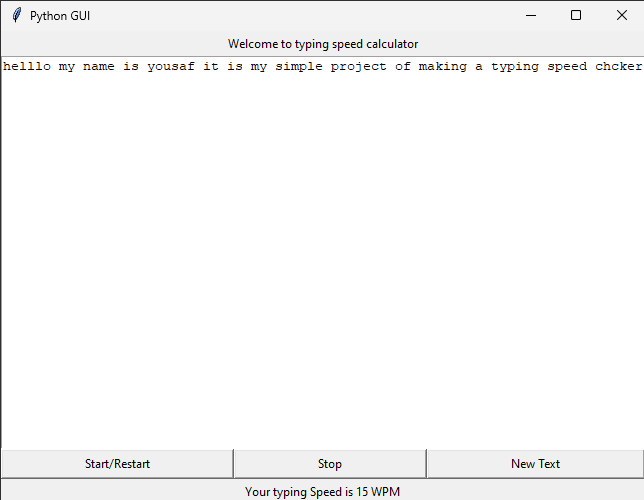 Python GUI
Welcome to typing speed calculator
helllo my name is yousaf it is my simple project of making a typing speed chcker
Start/Restart Stop New Text
Your typing Speed is 15 WPM